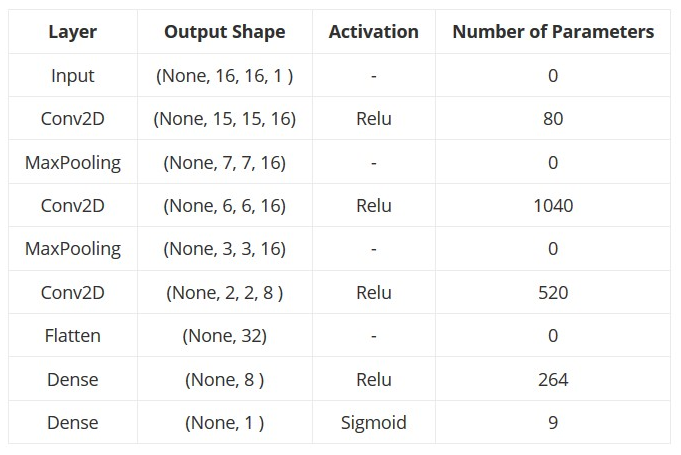 Layer Output Shape Activation Number of Parameters
Input (None, 16, 16, 1 ) - 0
Conv2D (None, 15, 15, 16) Relu 80
MaxPooling (None, 7, 7, 16) - 0
Conv2D (None, 6, 6, 16) Relu 1040
MaxPooling (None, 3, 3, 16) - 0
Conv2D (None, 2, 2, 8 ) Relu 520
Flatten (None, 32) - 0
Dense (None, 8 ) Relu 264
Dense (None, 1 ) Sigmoid 9